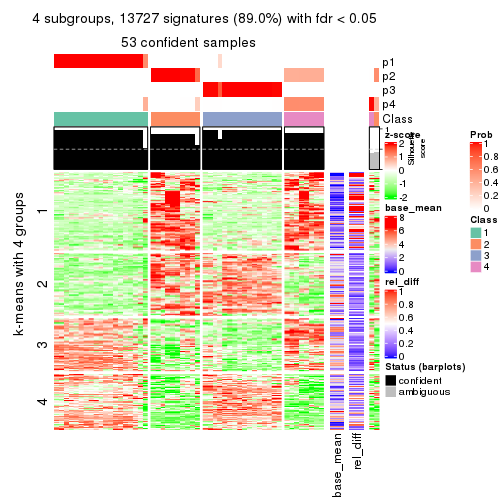 4 subgroups, 13727 signatures (89.0%) with fdr < 0.05
53 confident samples
p1
p2
p3
p4
Class
1
Silhouette
score
k-means with 4 groups
1
2
3
4
base_mean
rel_diff
z-score
2
1
0
-1
-2
base_mean
8
6
4
2
0
rel_diff
1
0.8
0.6
0.4
0.2
0
Status (barplots)
confident
ambiguous
Prob
1
0.8
0.6
0.4
0.2
0
Class
1
2
3
4